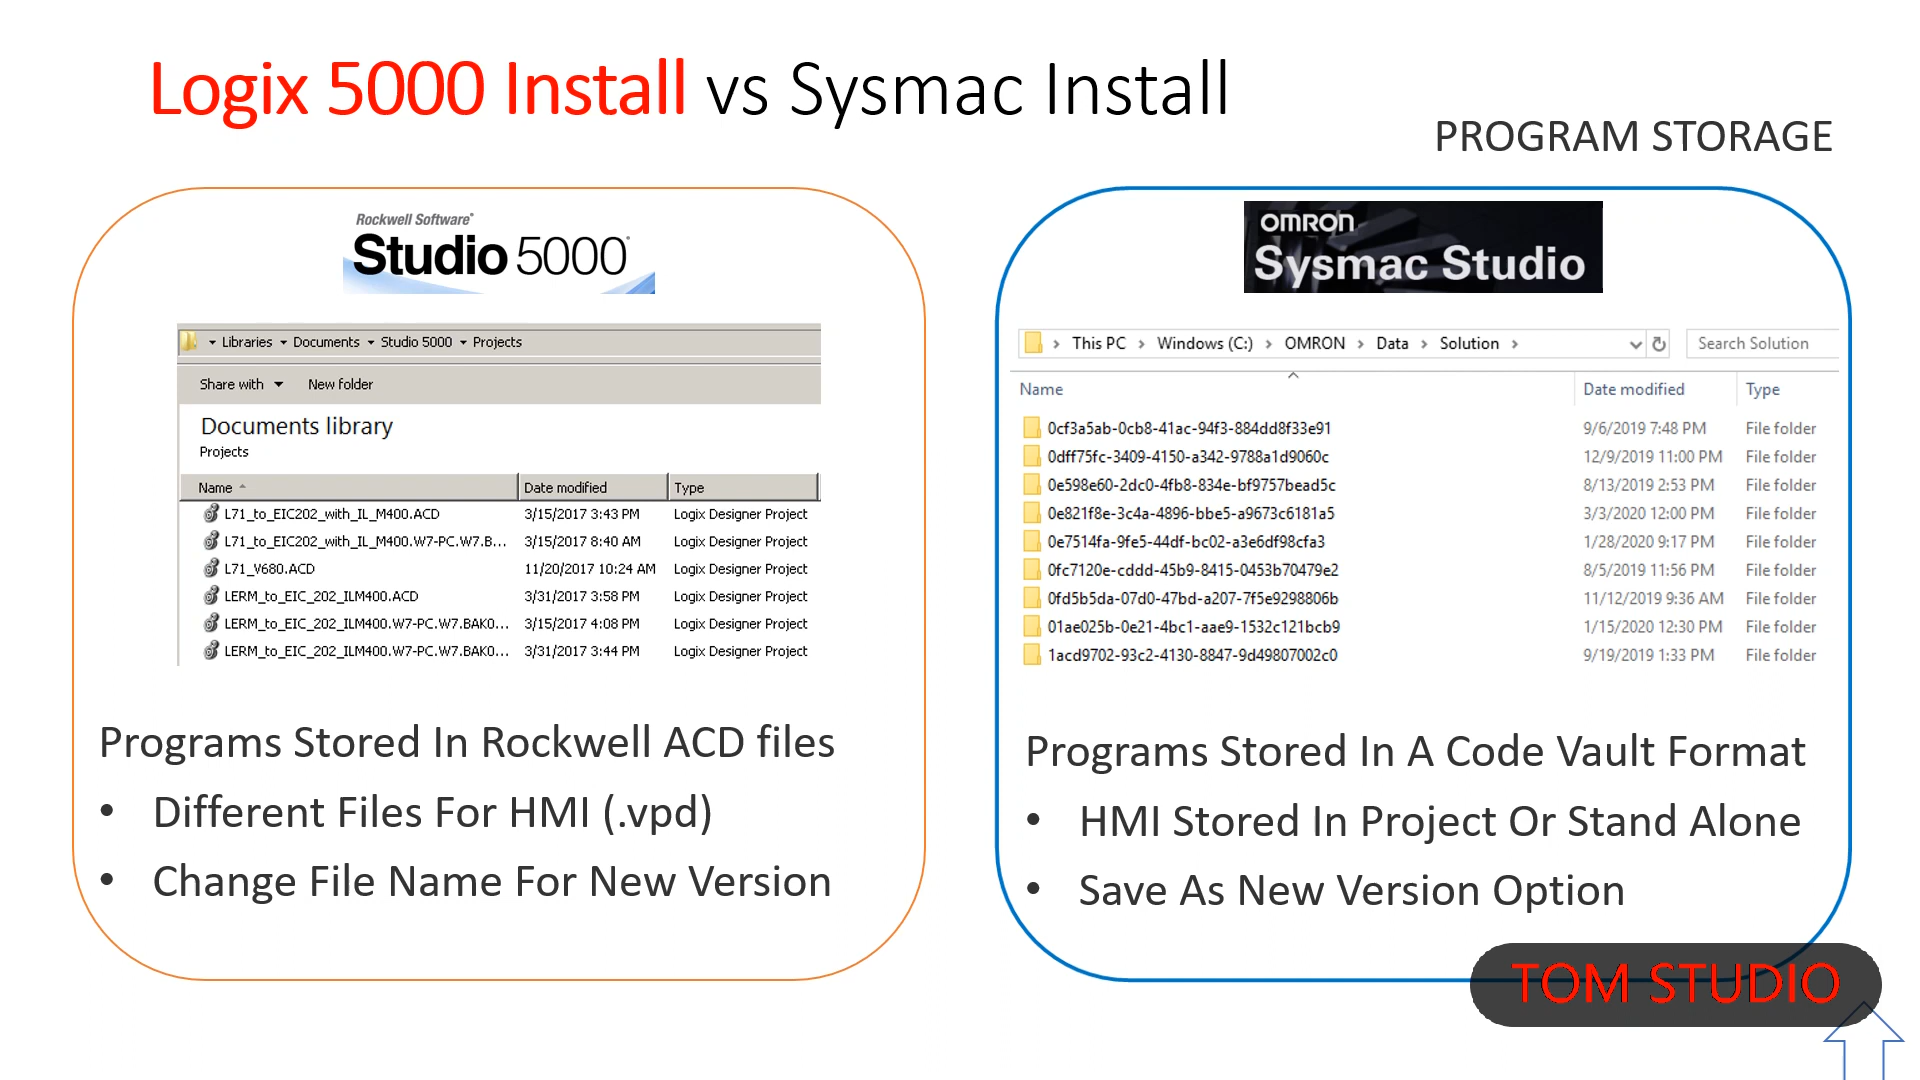 Logix 5000 Install vs Sysmac Install
PROGRAM STORAGE
Rockwell Software
Studio 5000
Libraries Documents Studio 5000 Projects
Share with New folder
Documents library
Projects
Name Date modified Type
L71_to_EIC202_with_IL_M400.ACD 3/15/2017 3:43 PM Logix Designer Project
L71_to_EIC202_with_IL_M400.W7-PC.W7.B... 3/15/2017 8:40 AM Logix Designer Project
L71_V680.ACD 11/20/2017 10:24 AM Logix Designer Project
LERM_to_EIC_202_ILM400.ACD 3/31/2017 3:58 PM Logix Designer Project
LERM_to_EIC_202_ILM400.W7-PC.W7.BAK0... 3/15/2017 4:08 PM Logix Designer Project
LERM_to_EIC_202_ILM400.W7-PC.W7.BAK0... 3/31/2017 3:44 PM Logix Designer Project
Programs Stored In Rockwell ACD files
• Different Files For HMI (.vpd)
• Change File Name For New Version
OMRON
Sysmac Studio
This PC > Windows (C:) > OMRON > Data > Solution > Search Solution
Name Date modified Type
0cf3a5ab-0cb8-41ac-94f3-884dd8f33e91 9/6/2019 7:48 PM File folder
0dff75fc-3409-4150-a342-9788a1d9060c 12/9/2019 11:00 PM File folder
0e598e60-2dc0-4fb8-834e-bf9757bead5c 8/13/2019 2:53 PM File folder
0e821f8e-3c4a-4896-bbe5-a9673c6181a5 3/3/2020 12:00 PM File folder
0e7514fa-9fe5-44df-bc02-a3e6df98cfa3 1/28/2020 9:17 PM File folder
0fc7120e-cddd-45b9-8415-0453b70479e2 8/5/2019 11:56 PM File folder
0fd5b5da-07d0-47bd-a207-7f5e9298806b 11/12/2019 9:36 AM File folder
01ae025b-0e21-4bc1-aae9-1532c121bcb9 1/15/2020 12:30 PM File folder
1acd9702-93c2-4130-8847-9d49807002c0 9/19/2019 1:33 PM File folder
Programs Stored In A Code Vault Format
• HMI Stored In Project Or Stand Alone
• Save As New Version Option
TOM STUDIO